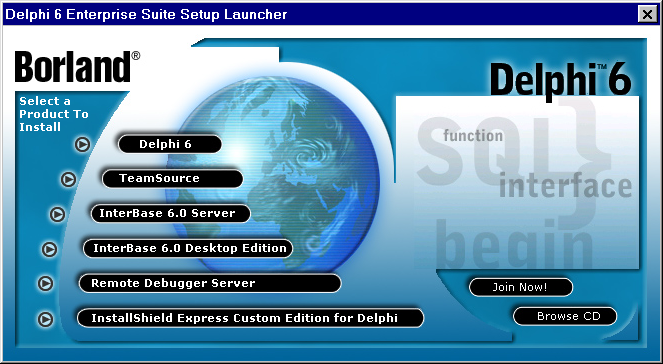 Delphi 6 Enterprise Suite Setup Launcher
Borland®
Delphi™ 6
Select a
Product To
Install
Delphi 6
TeamSource
InterBase 6.0 Server
InterBase 6.0 Desktop Edition
Remote Debugger Server
InstallShield Express Custom Edition for Delphi
function
SQL}
interface
begin
Join Now!
Browse CD